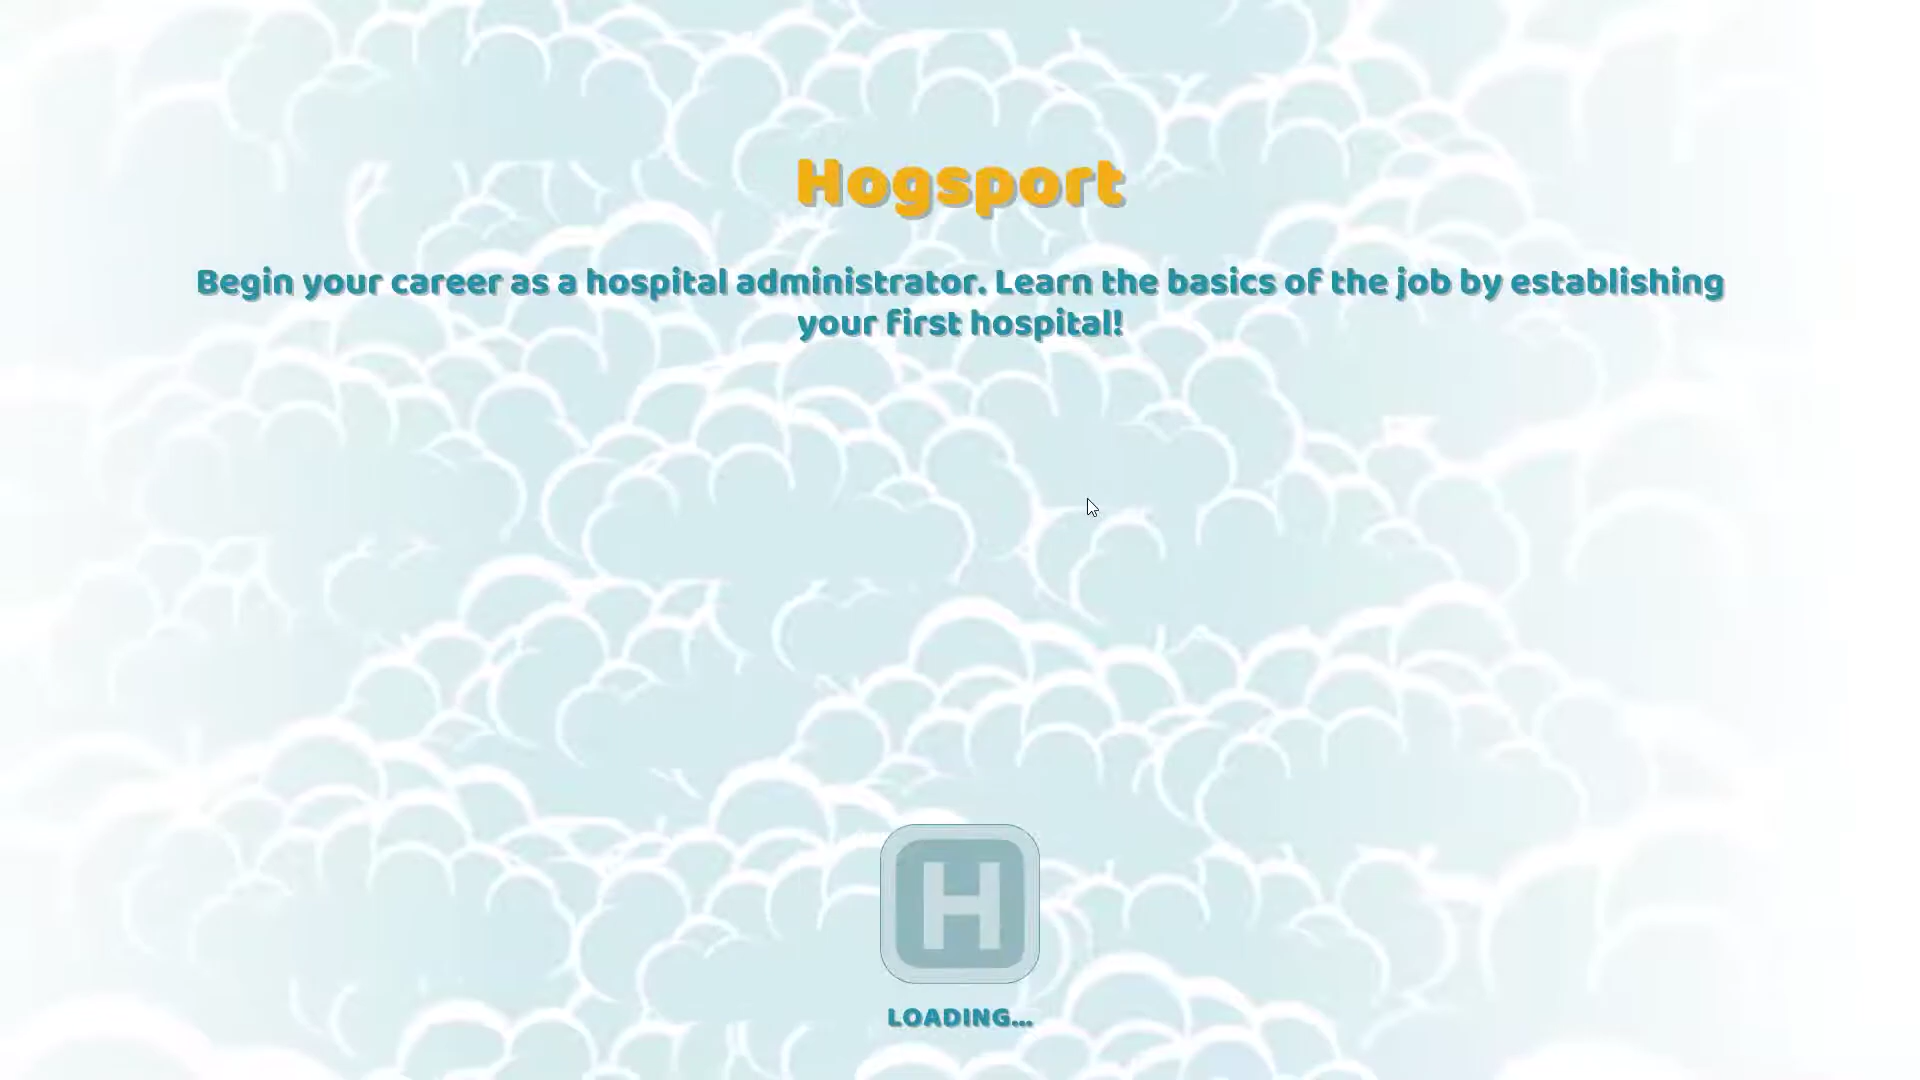 Hogsport
Begin your career as a hospital administrator. Learn the basics of the job by establishing
your first hospital!
H
LOADING...